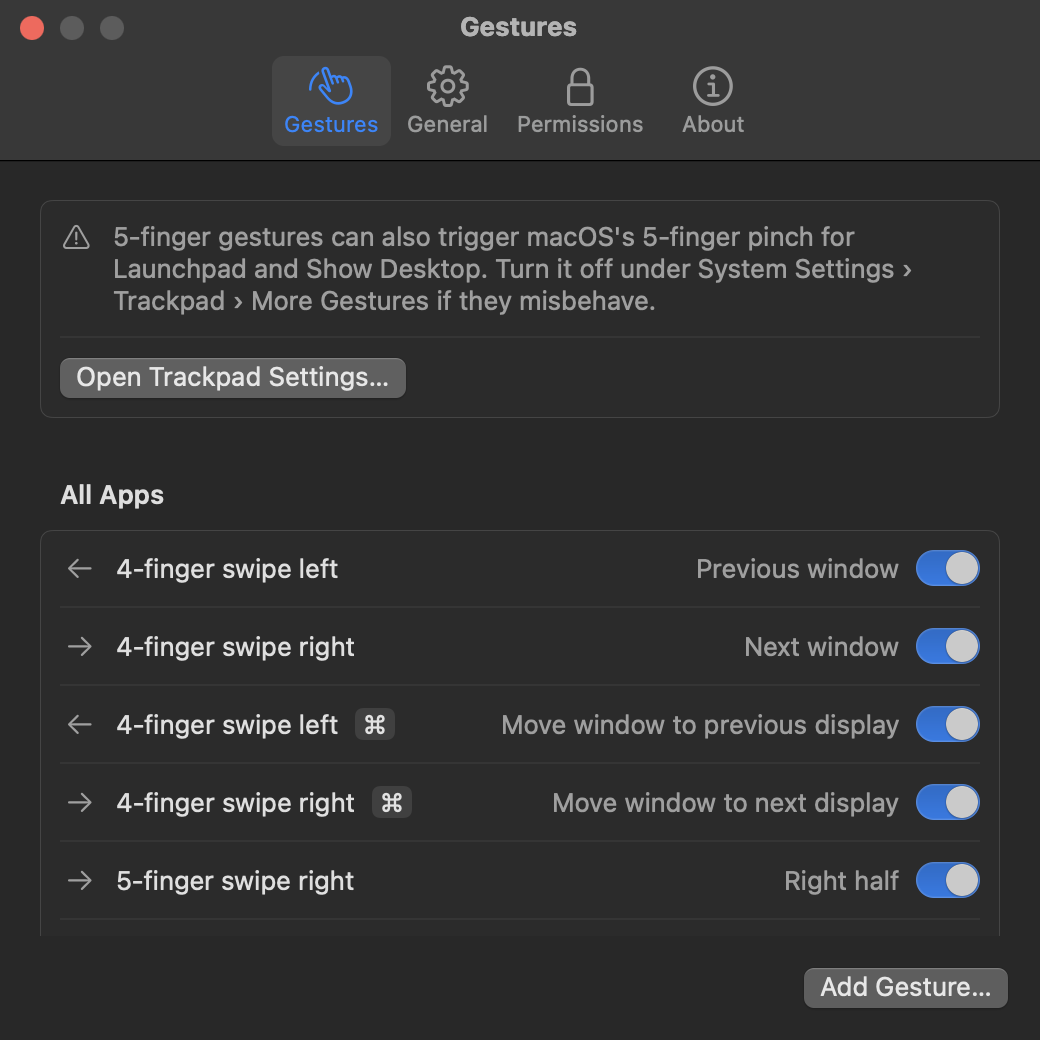 Gestures
Gestures General Permissions About
5-finger gestures can also trigger macOS's 5-finger pinch for
Launchpad and Show Desktop. Turn it off under System Settings ›
Trackpad › More Gestures if they misbehave.
Open Trackpad Settings...
All Apps
← 4-finger swipe left Previous window
→ 4-finger swipe right Next window
← 4-finger swipe left ⌘ Move window to previous display
→ 4-finger swipe right ⌘ Move window to next display
→ 5-finger swipe right Right half
Add Gesture...